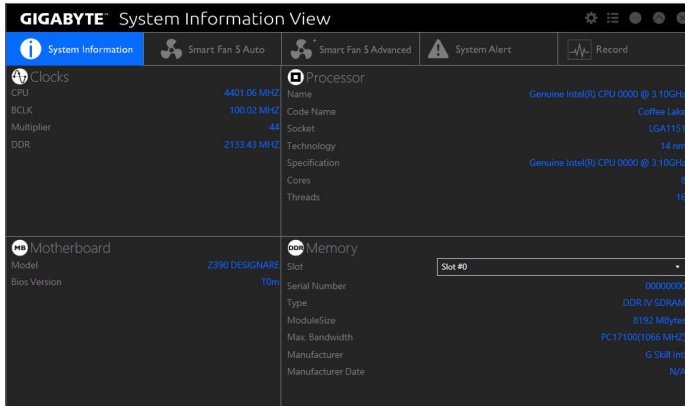 GIGABYTE™ System Information View
System Information
Smart Fan 5 Auto
Smart Fan 5 Advanced
System Alert
Record
Clocks
CPU 4401.06 MHZ
BCLK 100.02 MHZ
Multiplier 44
DDR 2133.43 MHZ
Processor
Name Genuine Intel(R) CPU 0000 @ 3.10GHz
Code Name Coffee Lake
Socket LGA1151
Technology 14 nm
Specification Genuine Intel(R) CPU 0000 @ 3.10GHz
Cores 8
Threads 16
MB Motherboard
Model Z390 DESIGNARE
Bios Version T0m
DDR Memory
Slot Slot #0
Serial Number 00000000
Type DDR IV SDRAM
ModuleSize 8192 MBytes
Max. Bandwidth PC17100(1066 MHZ)
Manufacturer G Skill Intl
Manufacturer Date N/A